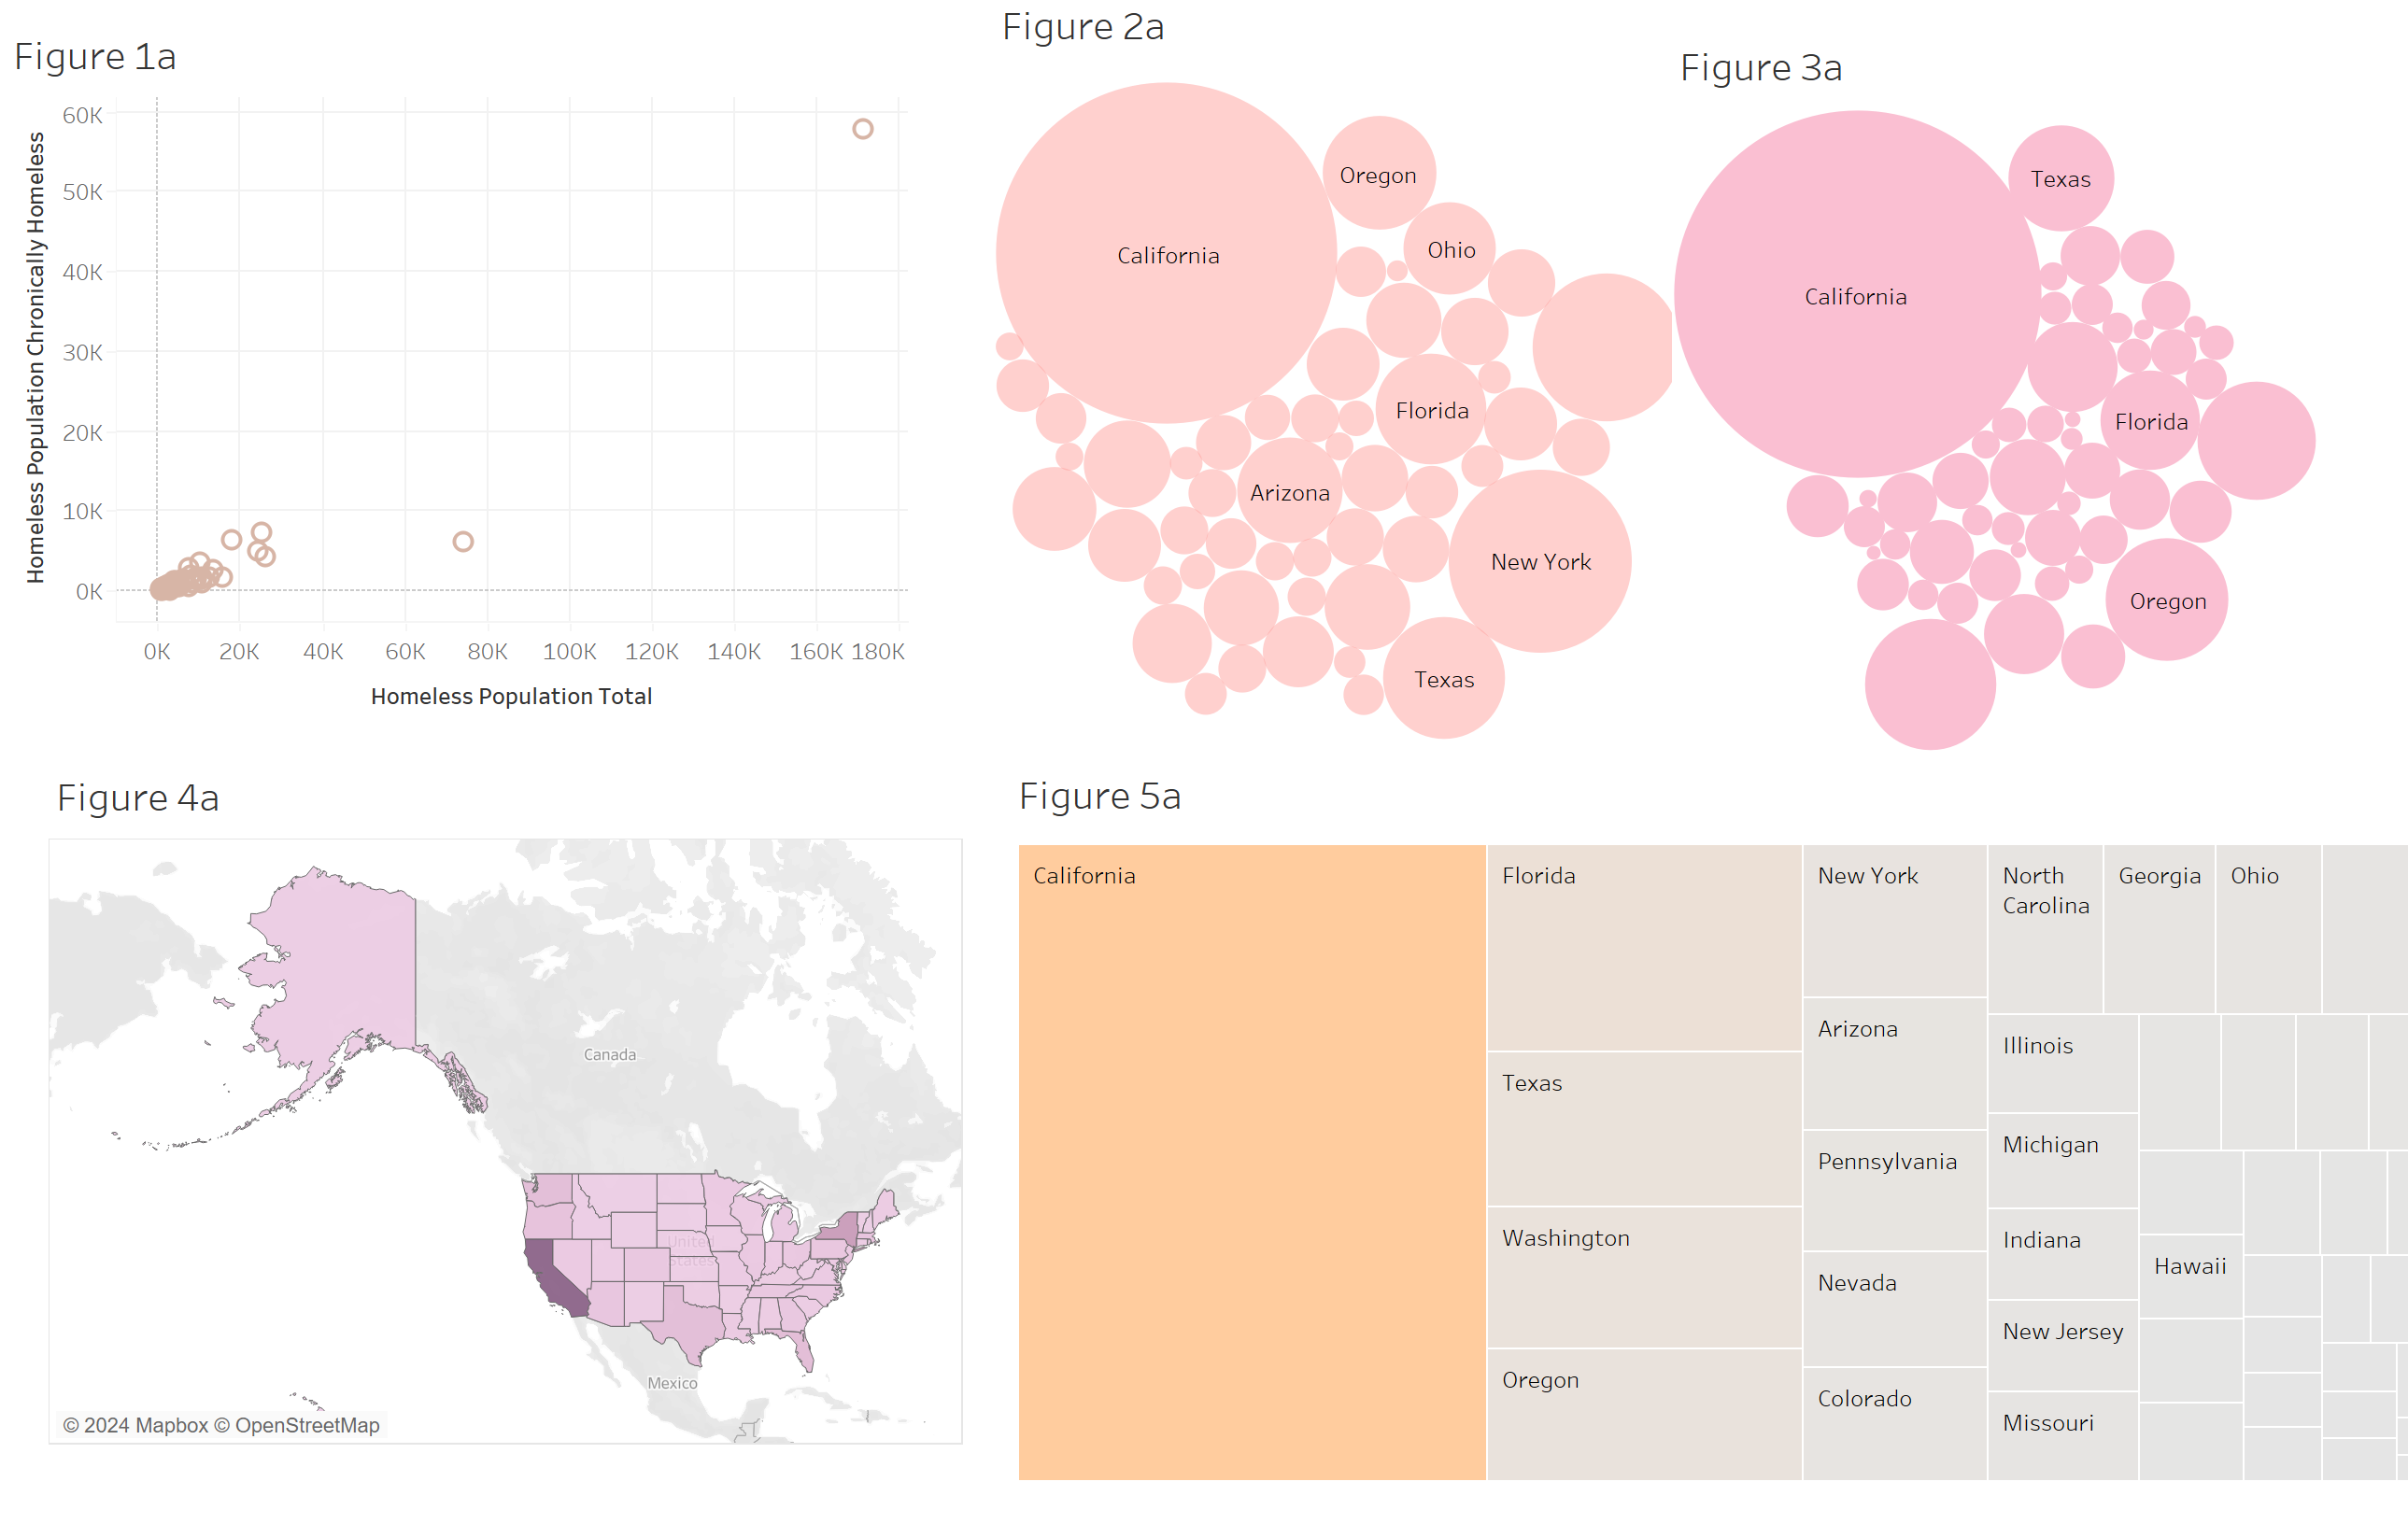 Figure 1a
60K
50K
40K
30K
20K
10K
0K
Homeless Population Chronically Homeless
0K 20K 40K 60K 80K 100K 120K 140K 160K 180K
Homeless Population Total
Figure 2a
California
Oregon
Ohio
Florida
Arizona
New York
Texas
Figure 3a
Texas
California
Florida
Oregon
Figure 4a
Canada
United
States
Mexico
© 2024 Mapbox © OpenStreetMap
Figure 5a
California
Florida
Texas
Washington
Oregon
New York
Arizona
Pennsylvania
Nevada
Colorado
North
Carolina
Georgia
Ohio
Illinois
Michigan
Indiana
New Jersey
Missouri
Hawaii